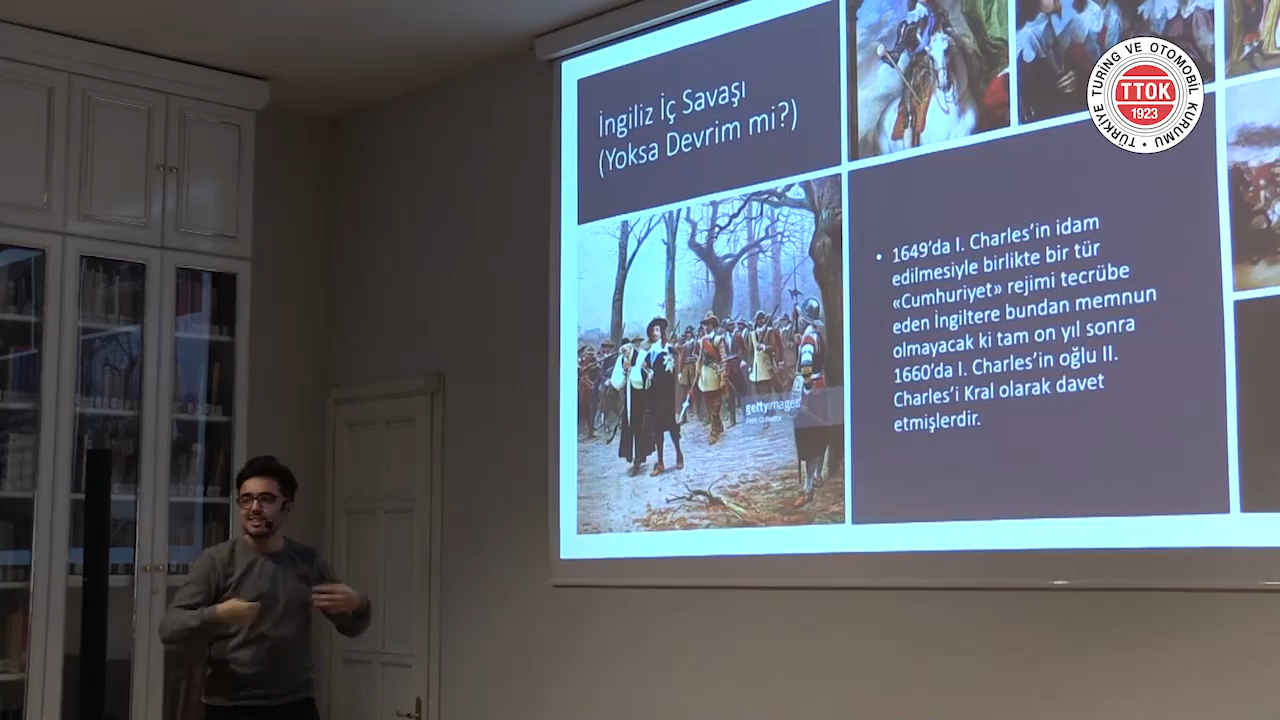 İngiliz İç Savaşı
(Yoksa Devrim mi?)
• 1649'da I. Charles'in idam
edilmesiyle birlikte bir tür
«Cumhuriyet» rejimi tecrübe
eden İngiltere bundan memnun
olmayacak ki tam on yıl sonra
1660'da I. Charles'in oğlu II.
Charles'i Kral olarak davet
etmişlerdir.
gettyimages
TÜRKİYE TURİNG VE OTOMOBİL KURUMU •
TTOK
1923